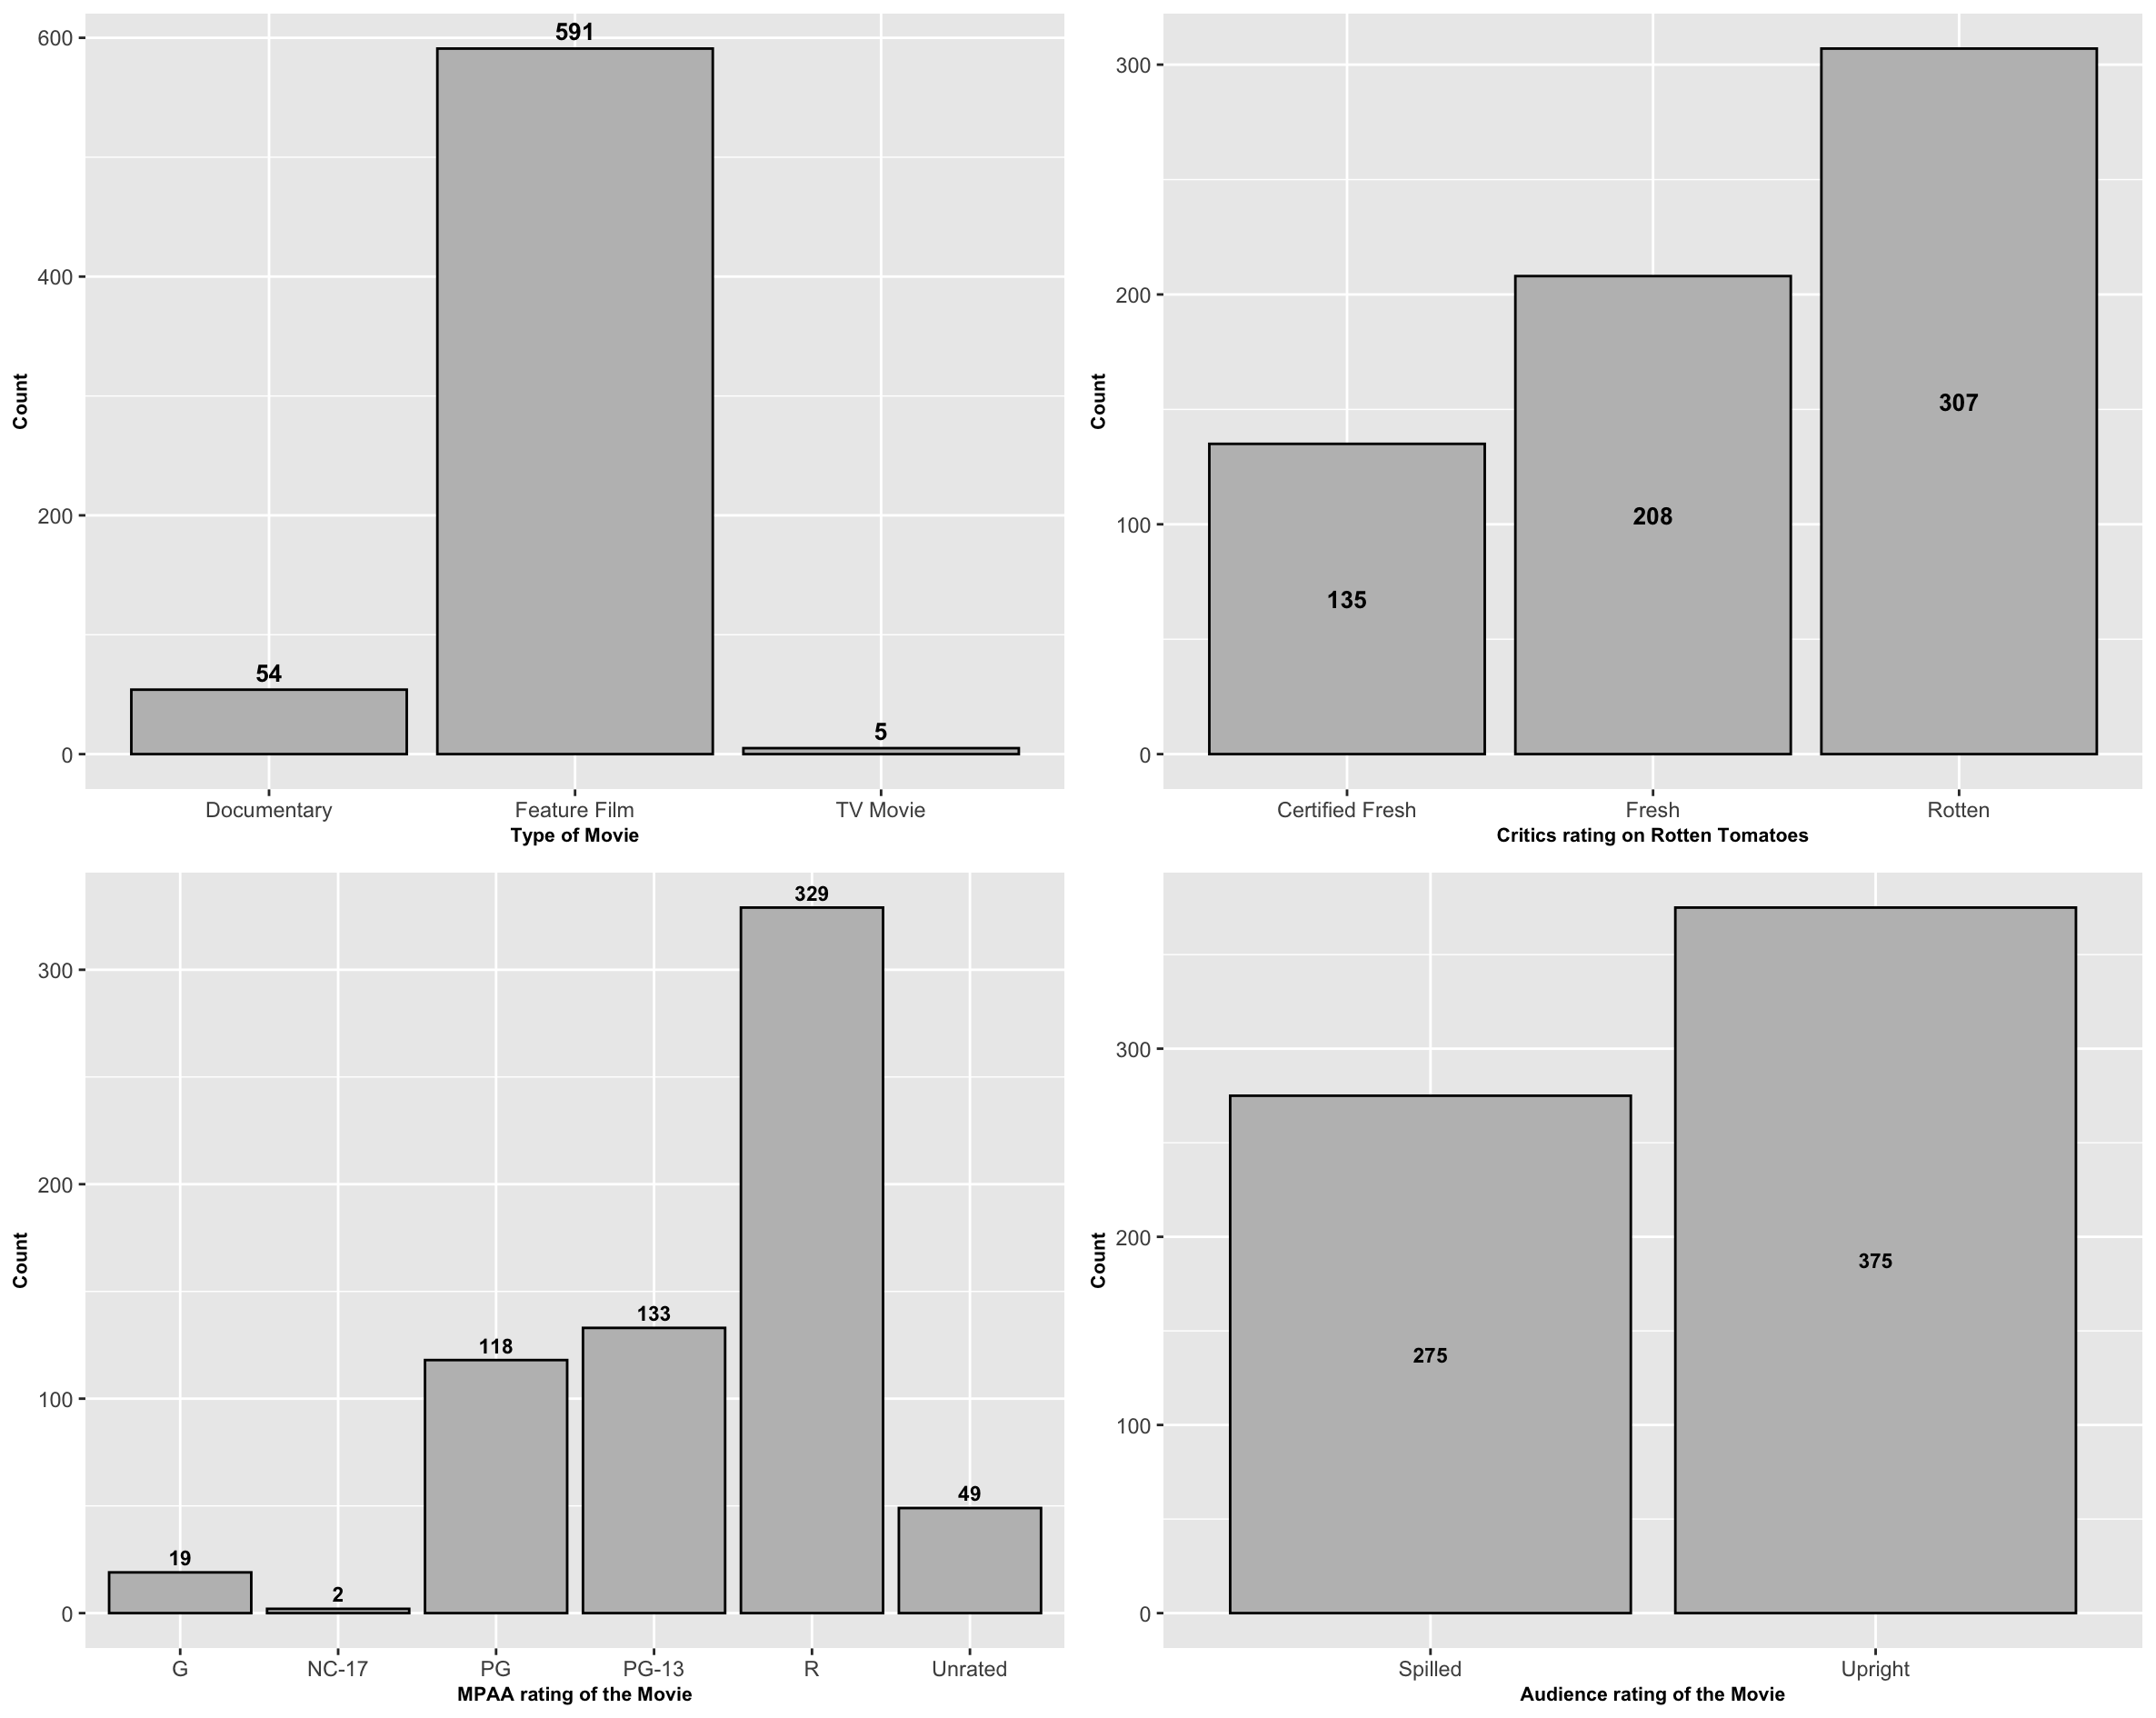 600
400
200
0
Count
591
54
5
Documentary
Feature Film
TV Movie
Type of Movie
300
200
100
0
Count
307
208
135
Certified Fresh
Fresh
Rotten
Critics rating on Rotten Tomatoes
300
200
100
0
Count
329
133
118
49
19
2
G
NC-17
PG
PG-13
R
Unrated
MPAA rating of the Movie
300
200
100
0
Count
375
275
Spilled
Upright
Audience rating of the Movie